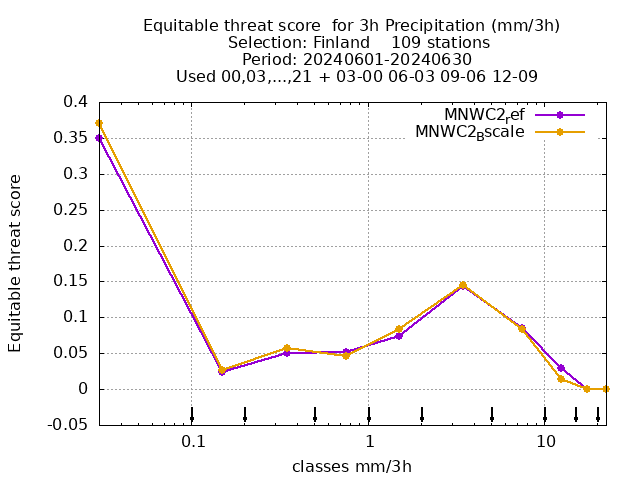 Equitable threat score  for 3h Precipitation (mm/3h)
Selection: Finland    109 stations
Period: 20240601-20240630
Used 00,03,...,21 + 03-00 06-03 09-06 12-09
MNWC2ref
MNWC2Bscale
Equitable threat score
0.4
0.35
0.3
0.25
0.2
0.15
0.1
0.05
0
-0.05
0.1 1 10
classes mm/3h